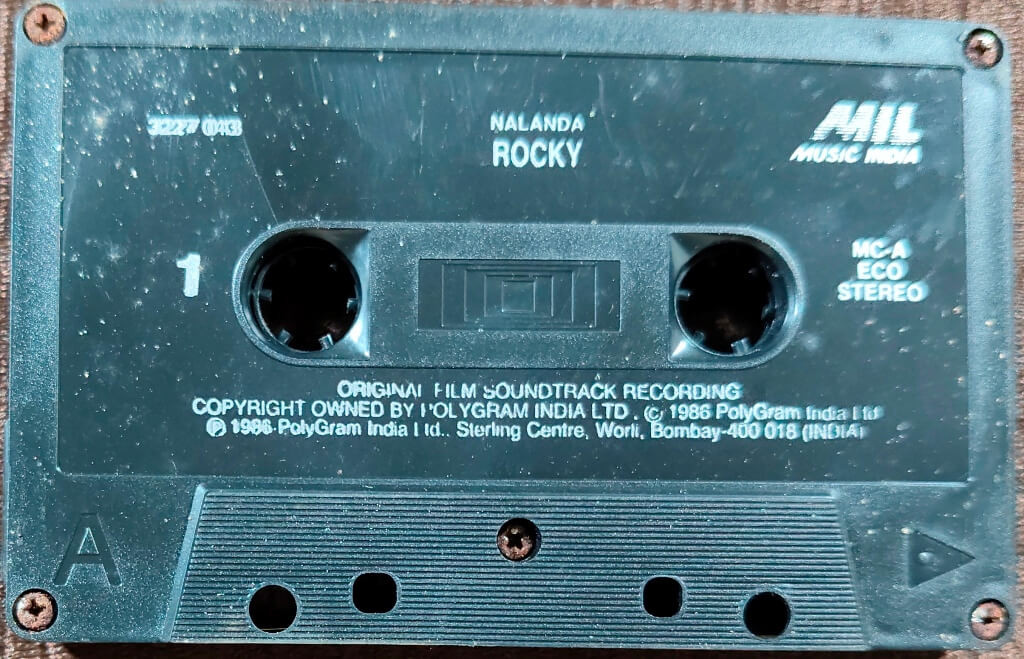 3227 043
NALANDA
ROCKY
MIL
MUSIC INDIA
1
MC-A
ECO
STEREO
ORIGINAL FILM SOUNDTRACK RECORDING
COPYRIGHT OWNED BY POLYGRAM INDIA LTD. © 1986 PolyGram India Ltd
℗ 1986 PolyGram India Ltd.. Sterling Centre, Worli, Bombay-400 018 (INDIA)
A